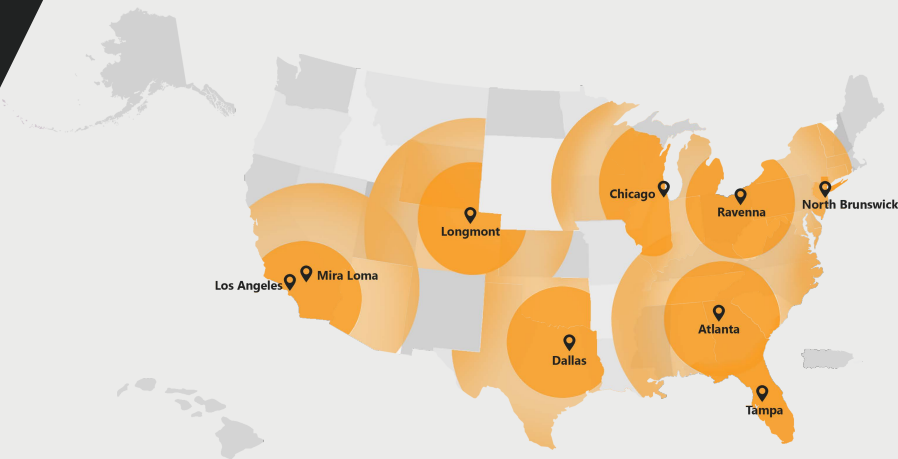 Chicago
Ravenna
North Brunswick
Longmont
Mira Loma
Los Angeles
Atlanta
Dallas
Tampa